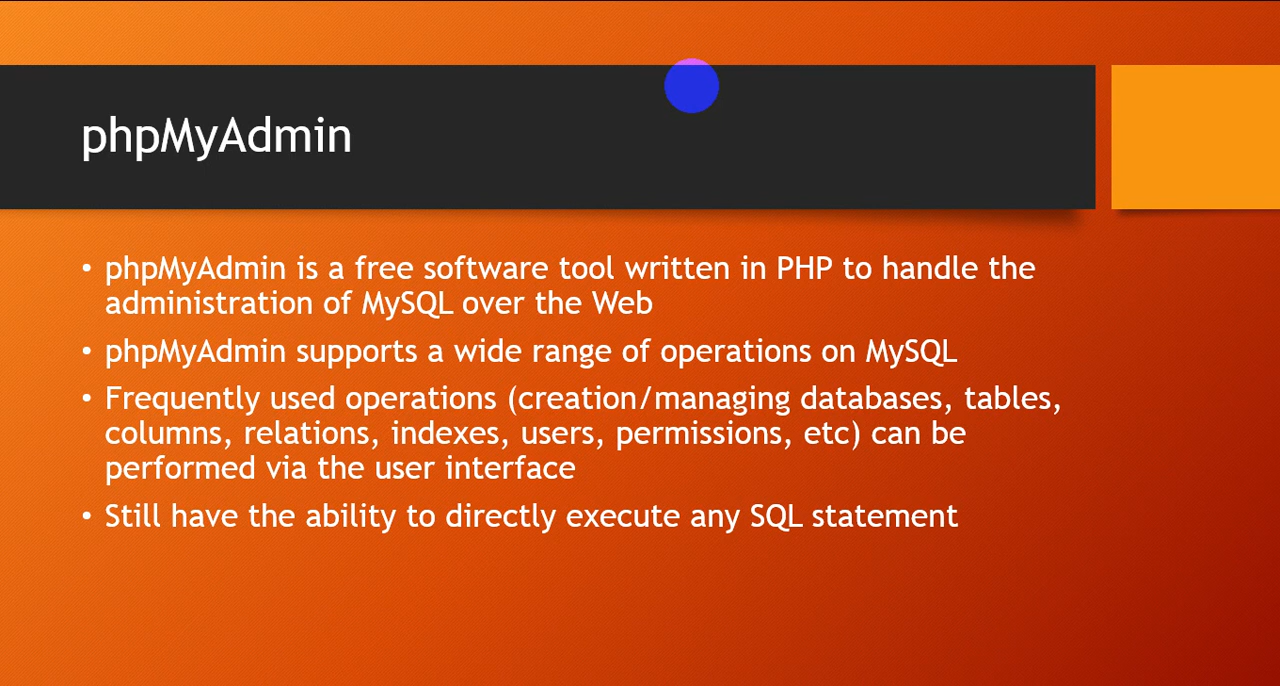 phpMyAdmin
• phpMyAdmin is a free software tool written in PHP to handle the
administration of MySQL over the Web
• phpMyAdmin supports a wide range of operations on MySQL
• Frequently used operations (creation/managing databases, tables,
columns, relations, indexes, users, permissions, etc) can be
performed via the user interface
• Still have the ability to directly execute any SQL statement